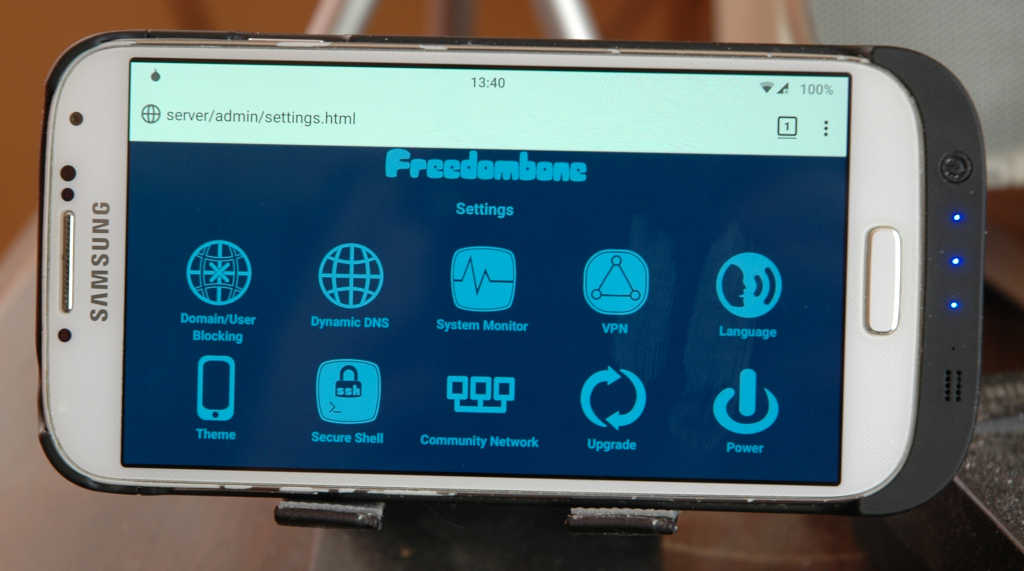 SAMSUNG
13:40
100%
server/admin/settings.html
1
Freedombone
Settings
Domain/User
Blocking
Dynamic DNS
System Monitor
VPN
Language
Theme
ssh
>_
Secure Shell
Community Network
Upgrade
Power